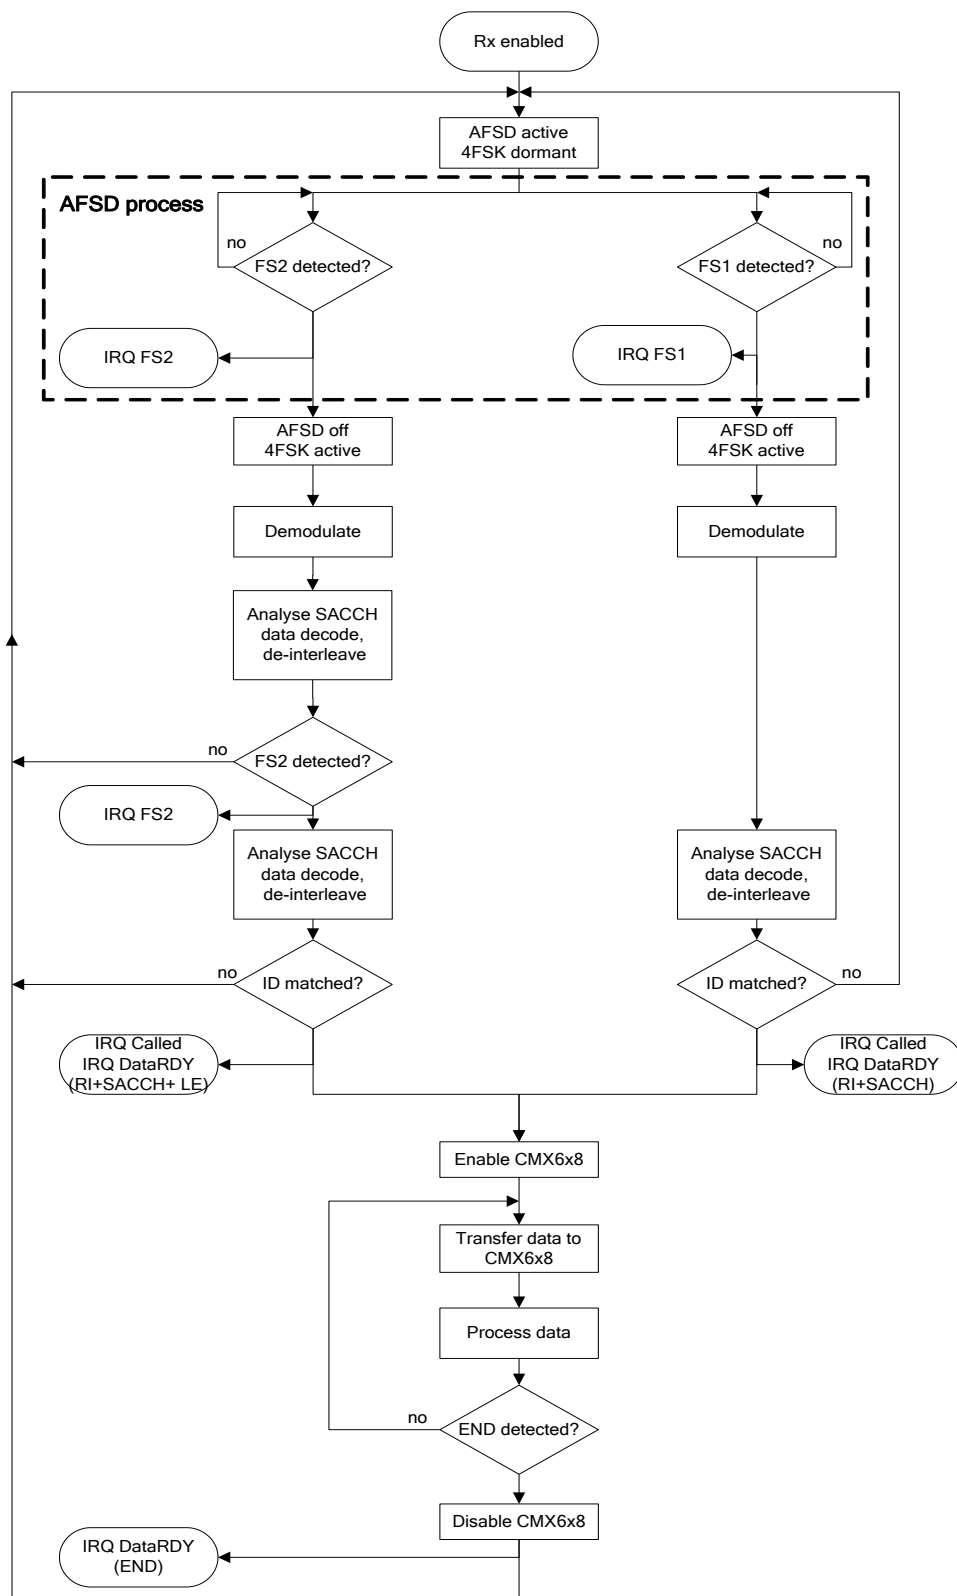 Rx enabled
AFSD active
4FSK dormant
AFSD process
no
FS2 detected?
no
FS1 detected?
IRQ FS2
IRQ FS1
AFSD off
4FSK active
AFSD off
4FSK active
Demodulate
Demodulate
Analyse SACCH
data decode,
de-interleave
no
FS2 detected?
IRQ FS2
Analyse SACCH
data decode,
de-interleave
Analyse SACCH
data decode,
de-interleave
no
ID matched?
ID matched?
no
IRQ Called
IRQ DataRDY
(RI+SACCH+ LE)
IRQ Called
IRQ DataRDY
(RI+SACCH)
Enable CMX6x8
Transfer data to
CMX6x8
Process data
no
END detected?
Disable CMX6x8
IRQ DataRDY
(END)